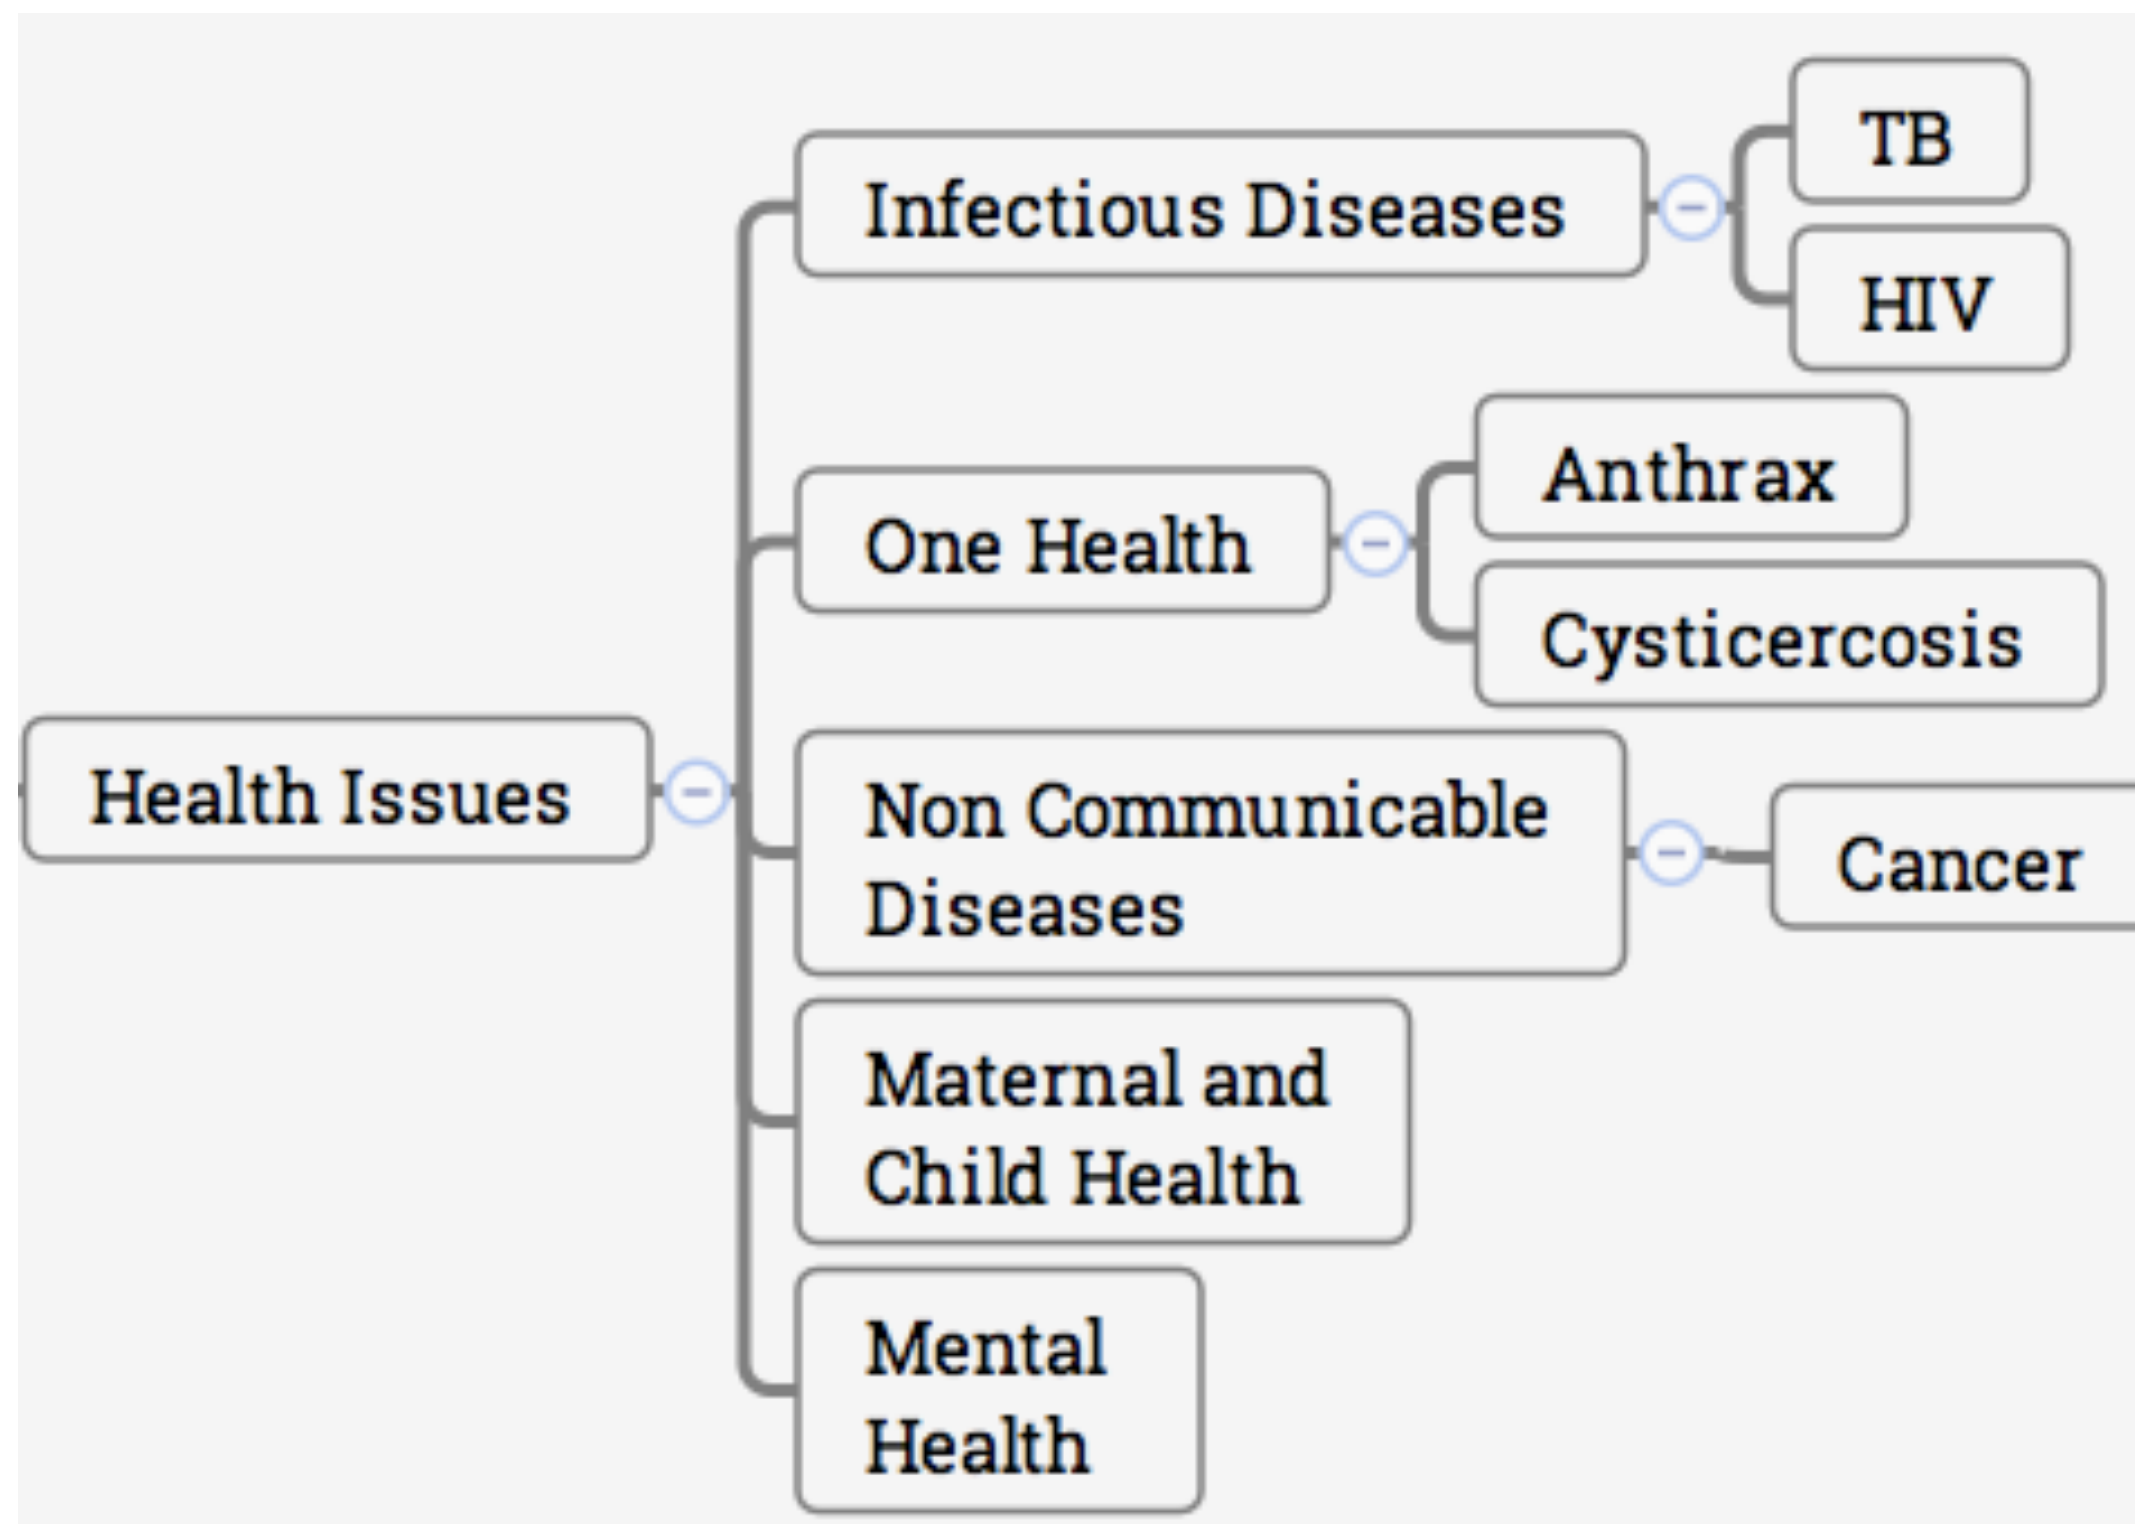 TB
Infectious Diseases
HIV
Anthrax
One Health
Cysticercosis
Health Issues
Non Communicable
Diseases
Cancer
Maternal and
Child Health
Mental
Health